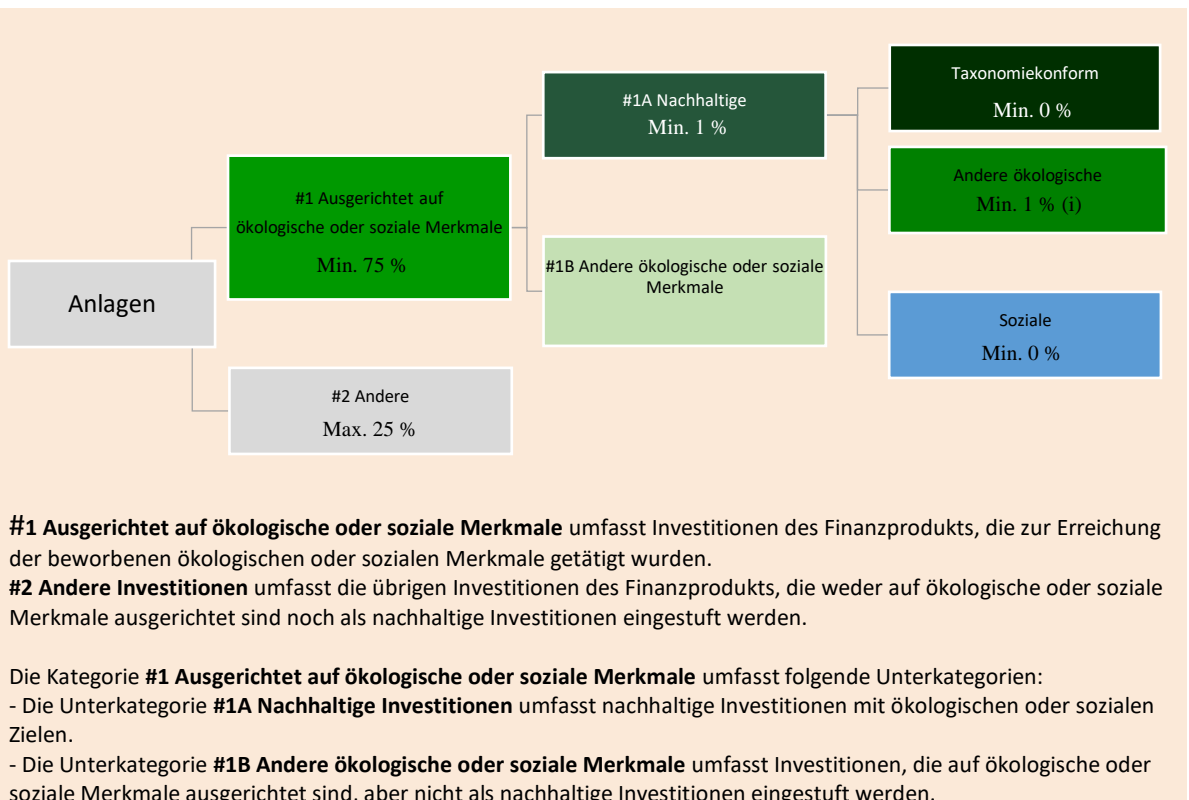 Taxonomiekonform
Min. 0 %
#1A Nachhaltige
Min. 1 %
Andere ökologische
Min. 1 % (i)
#1 Ausgerichtet auf
ökologische oder soziale Merkmale
Min. 75 %
#1B Andere ökologische oder soziale
Merkmale
Anlagen
Soziale
Min. 0 %
#2 Andere
Max. 25 %
#1 Ausgerichtet auf ökologische oder soziale Merkmale umfasst Investitionen des Finanzprodukts, die zur Erreichung
der beworbenen ökologischen oder sozialen Merkmale getätigt wurden.
#2 Andere Investitionen umfasst die übrigen Investitionen des Finanzprodukts, die weder auf ökologische oder soziale
Merkmale ausgerichtet sind noch als nachhaltige Investitionen eingestuft werden.
Die Kategorie #1 Ausgerichtet auf ökologische oder soziale Merkmale umfasst folgende Unterkategorien:
- Die Unterkategorie #1A Nachhaltige Investitionen umfasst nachhaltige Investitionen mit ökologischen oder sozialen
Zielen.
- Die Unterkategorie #1B Andere ökologische oder soziale Merkmale umfasst Investitionen, die auf ökologische oder
soziale Merkmale ausgerichtet sind, aber nicht als nachhaltige Investitionen eingestuft werden.